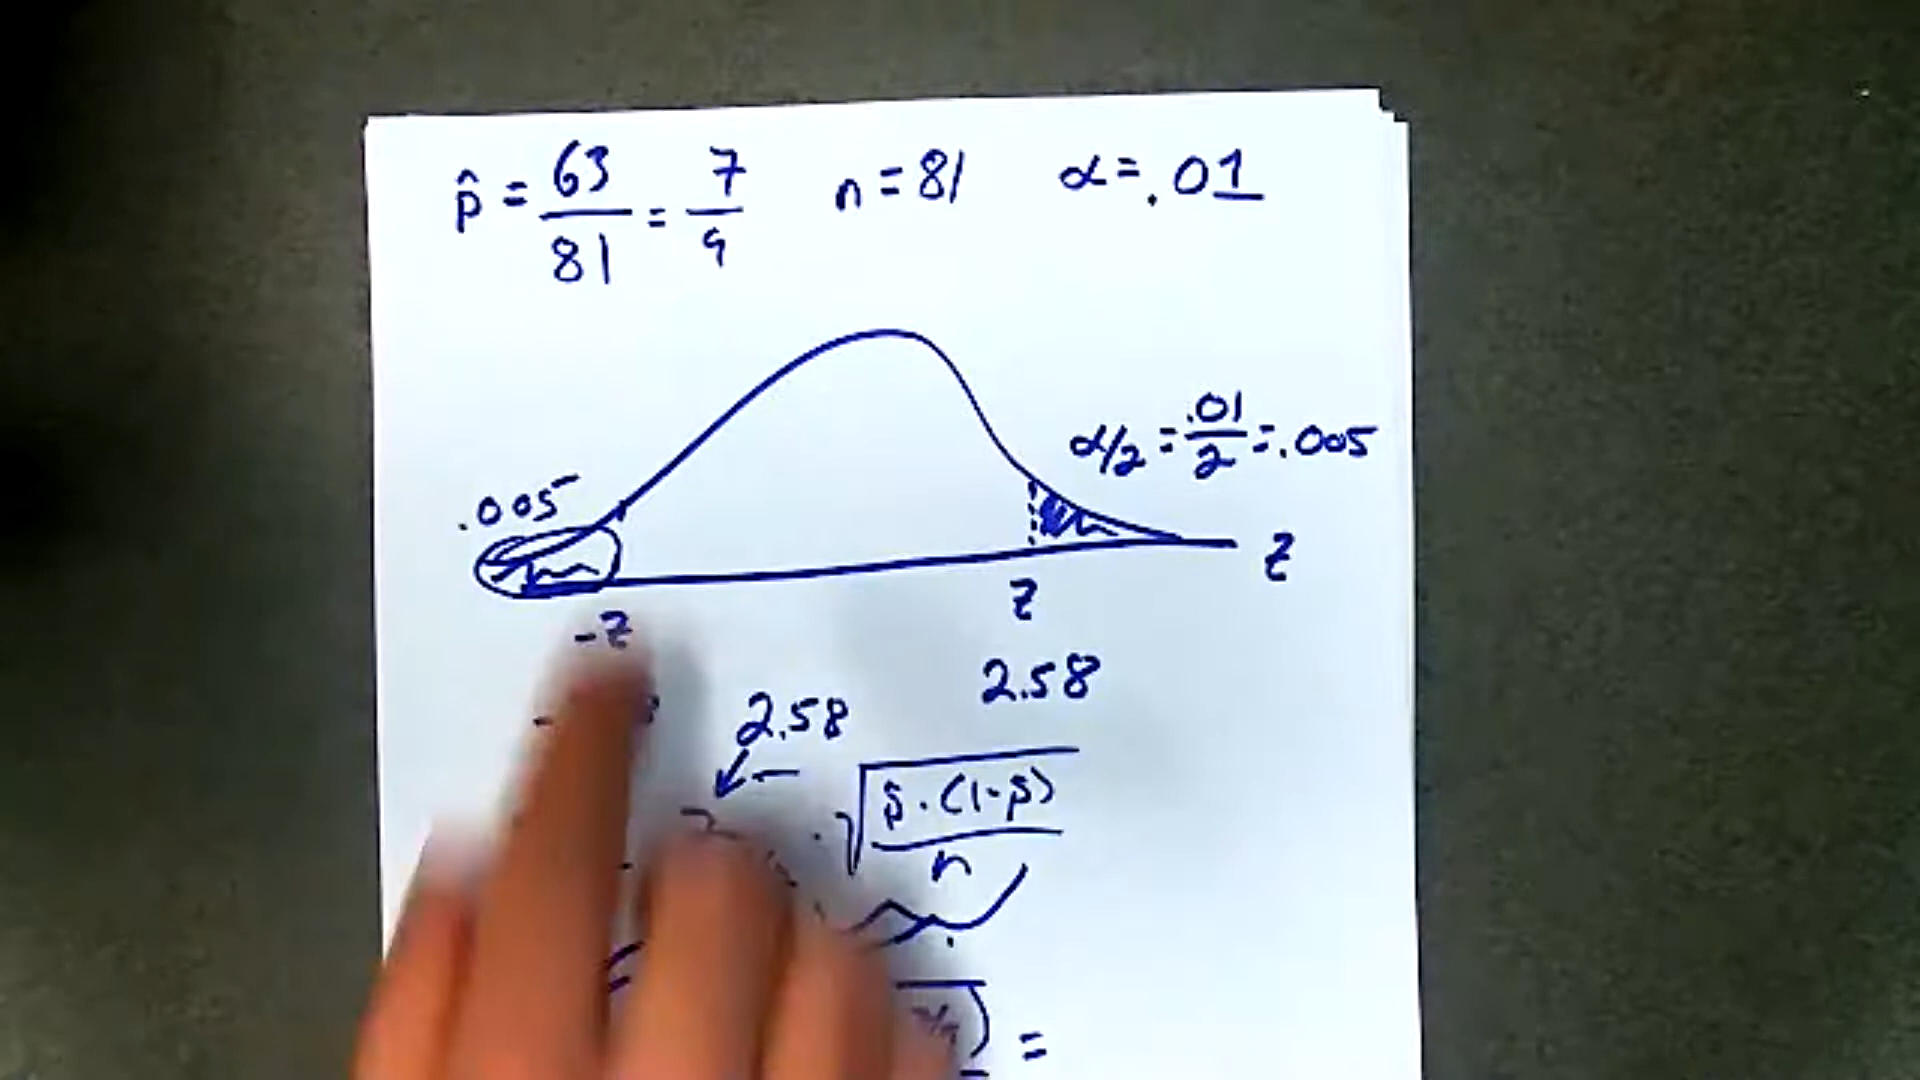 p̂ = 63/81 = 7/9 n = 81 α = .01
α/2 = .01/2 = .005
.005
z
-z z
2.58 2.58
· √(p̂ · (1-p̂)/n)
=